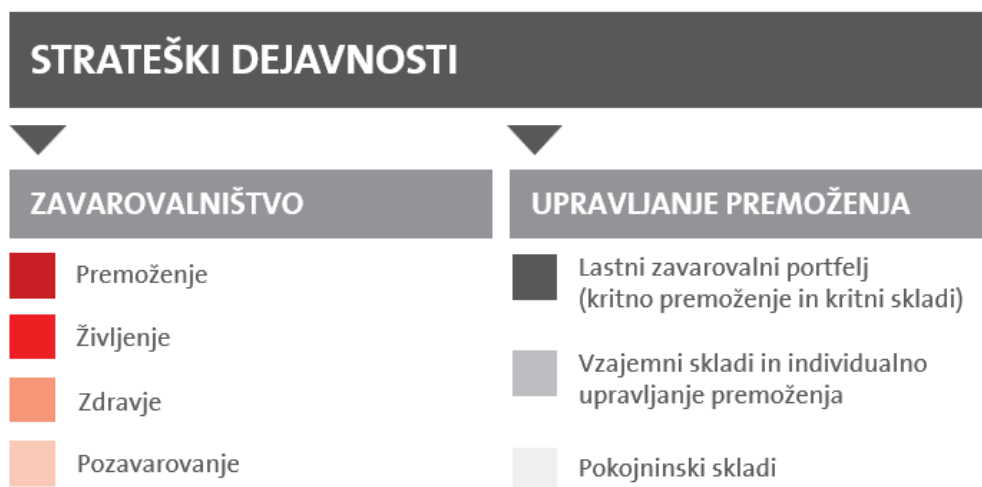 STRATEŠKI DEJAVNOSTI
ZAVAROVALNIŠTVO
Premoženje
Življenje
Zdravje
Pozavarovanje
UPRAVLJANJE PREMOŽENJA
Lastni zavarovalni portfelj
(kritno premoženje in kritni skladi)
Vzajemni skladi in individualno
upravljanje premoženja
Pokojninski skladi